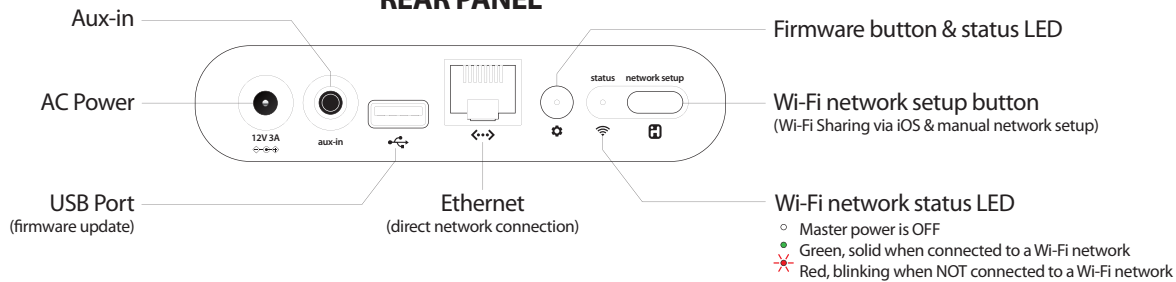 REAR PANEL
Aux-in
Firmware button & status LED
status network setup
AC Power
Wi-Fi network setup button
(Wi-Fi Sharing via iOS & manual network setup)
12V 3A
aux-in
USB Port
(firmware update)
Ethernet
(direct network connection)
Wi-Fi network status LED
Master power is OFF
Green, solid when connected to a Wi-Fi network
Red, blinking when NOT connected to a Wi-Fi network